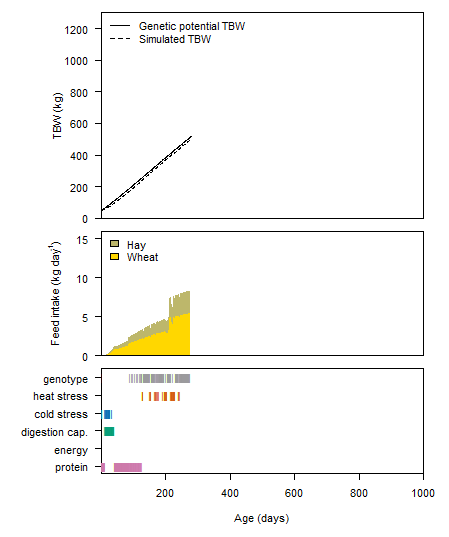 1200
1000
800
600
400
200
0
TBW (kg)
Genetic potential TBW
Simulated TBW
15
10
5
0
Feed intake (kg day⁻¹)
Hay
Wheat
genotype
heat stress
cold stress
digestion cap.
energy
protein
200 400 600 800 1000
Age (days)